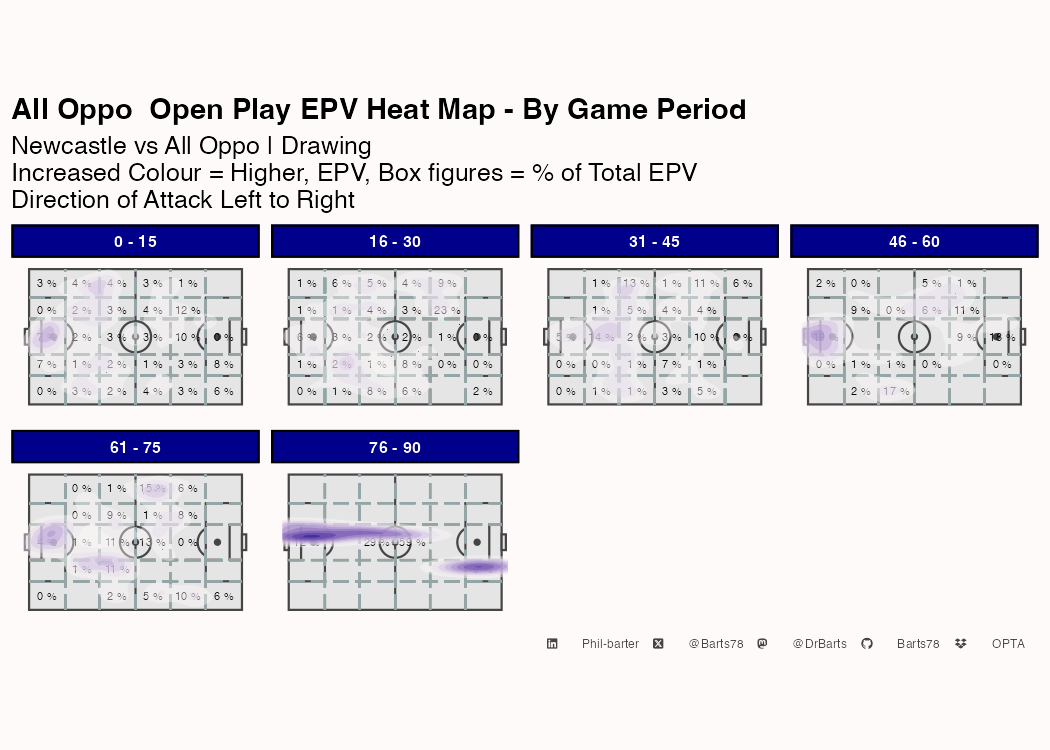 All Oppo  Open Play EPV Heat Map - By Game Period
Newcastle vs All Oppo | Drawing
Increased Colour = Higher, EPV, Box figures = % of Total EPV
Direction of Attack Left to Right
0 - 15
16 - 30
31 - 45
46 - 60
3 % 4 % 4 % 3 % 1 %
0 % 2 % 3 % 4 % 12 %
2 % 3 % 3 % 10 %
7 % 1 % 2 % 1 % 3 % 8 %
0 % 3 % 2 % 4 % 3 % 6 %
1 % 6 % 5 % 4 % 9 %
1 % 1 % 4 % 3 % 23 %
6 % 3 % 2 % 2 % 1 %
1 % 2 % 1 % 8 % 0 % 0 %
0 % 1 % 8 % 6 % 2 %
1 % 13 % 1 % 11 % 6 %
1 % 5 % 4 % 4 %
5 % 14 % 2 % 3 % 10 %
0 % 0 % 1 % 7 % 1 %
0 % 1 % 1 % 3 % 5 %
2 % 0 % 5 % 1 %
9 % 0 % 6 % 11 %
9 %
0 % 1 % 1 % 0 % 0 %
2 % 17 %
61 - 75
76 - 90
0 % 1 % 15 % 6 %
0 % 9 % 1 % 8 %
1 % 11 % 13 % 0 %
1 % 11 %
0 % 2 % 5 % 10 % 6 %
29 % 59 %
Phil-barter @Barts78 @DrBarts Barts78 OPTA